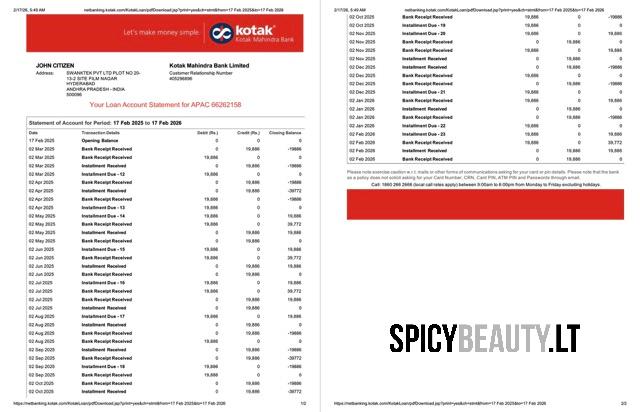 2/17/26, 5:49 AM netbanking.kotak.com/KotakLoan/pdfDownload.jsp?print=yes&ch=stmt&from=17 Feb 2025&to=17 Feb 2026
Let's make money simple.
kotak
Kotak Mahindra Bank
JOHN CITIZEN
Address: SWANKTEK PVT LTD PLOT NO 20-
13-2 SITE FILM NAGAR
HYDERABAD
ANDHRA PRADESH - INDIA
500096
Kotak Mahindra Bank Limited
Customer Relationship Number
405296896
Your Loan Account Statement for APAC 66262158
Statement of Account for Period: 17 Feb 2025 to 17 Feb 2026
Date Transaction Details Debit (Rs.) Credit (Rs.) Closing Balance
17 Feb 2025 Opening Balance 0 0 0
02 Mar 2025 Bank Receipt Received 0 19,886 -19886
02 Mar 2025 Bank Receipt Received 19,886 0 0
02 Mar 2025 Installment Received 0 19,886 -19886
02 Mar 2025 Installment Due - 12 19,886 0 0
02 Apr 2025 Bank Receipt Received 0 19,886 -19886
02 Apr 2025 Installment Received 0 19,886 -39772
02 Apr 2025 Bank Receipt Received 19,886 0 -19886
02 Apr 2025 Installment Due - 13 19,886 0 0
02 May 2025 Installment Due - 14 19,886 0 19,886
02 May 2025 Bank Receipt Received 19,886 0 39,772
02 May 2025 Installment Received 0 19,886 19,886
02 May 2025 Bank Receipt Received 0 19,886 0
02 Jun 2025 Installment Due - 15 19,886 0 19,886
02 Jun 2025 Bank Receipt Received 19,886 0 39,772
02 Jun 2025 Installment Received 0 19,886 19,886
02 Jun 2025 Bank Receipt Received 0 19,886 0
02 Jul 2025 Installment Due - 16 19,886 0 19,886
02 Jul 2025 Bank Receipt Received 19,886 0 39,772
02 Jul 2025 Bank Receipt Received 0 19,886 19,886
02 Jul 2025 Installment Received 0 19,886 0
02 Aug 2025 Installment Due - 17 19,886 0 19,886
02 Aug 2025 Installment Received 0 19,886 0
02 Aug 2025 Bank Receipt Received 0 19,886 -19886
02 Aug 2025 Bank Receipt Received 19,886 0 0
02 Sep 2025 Installment Received 0 19,886 -19886
02 Sep 2025 Bank Receipt Received 0 19,886 -39772
02 Sep 2025 Installment Due - 18 19,886 0 -19886
02 Sep 2025 Bank Receipt Received 19,886 0 0
02 Oct 2025 Bank Receipt Received 0 19,886 -19886
02 Oct 2025 Installment Received 0 19,886 -39772
https://netbanking.kotak.com/KotakLoan/pdfDownload.jsp?print=yes&ch=stmt&from=17 Feb 2025&to=17 Feb 2026 1/2
2/17/26, 5:49 AM netbanking.kotak.com/KotakLoan/pdfDownload.jsp?print=yes&ch=stmt&from=17 Feb 2025&to=17 Feb 2026
02 Oct 2025 Bank Receipt Received 19,886 0 -19886
02 Oct 2025 Installment Due - 19 19,886 0 0
02 Nov 2025 Installment Due - 20 19,886 0 19,886
02 Nov 2025 Bank Receipt Received 0 19,886 0
02 Nov 2025 Bank Receipt Received 19,886 0 19,886
02 Nov 2025 Installment Received 0 19,886 0
02 Dec 2025 Installment Received 0 19,886 -19886
02 Dec 2025 Bank Receipt Received 19,886 0 0
02 Dec 2025 Bank Receipt Received 0 19,886 -19886
02 Dec 2025 Installment Due - 21 19,886 0 0
02 Jan 2026 Bank Receipt Received 19,886 0 19,886
02 Jan 2026 Installment Received 0 19,886 0
02 Jan 2026 Bank Receipt Received 0 19,886 -19886
02 Jan 2026 Installment Due - 22 19,886 0 0
02 Feb 2026 Installment Due - 23 19,886 0 19,886
02 Feb 2026 Bank Receipt Received 19,886 0 39,772
02 Feb 2026 Installment Received 0 19,886 19,886
02 Feb 2026 Bank Receipt Received 0 19,886 0
Please note exercise caution w.r.t. mails or other forms of communications asking for your card or pin details. Please note that the bank
as a policy does not solicit asking for your Card Number, CRN, Card PIN, ATM PIN and Passwords through email.
Call: 1860 266 2666 (local call rates apply) between 9:00am to 6:00pm from Monday to Friday excluding holidays.
SPICYBEAUTY.LT
https://netbanking.kotak.com/KotakLoan/pdfDownload.jsp?print=yes&ch=stmt&from=17 Feb 2025&to=17 Feb 2026 2/2